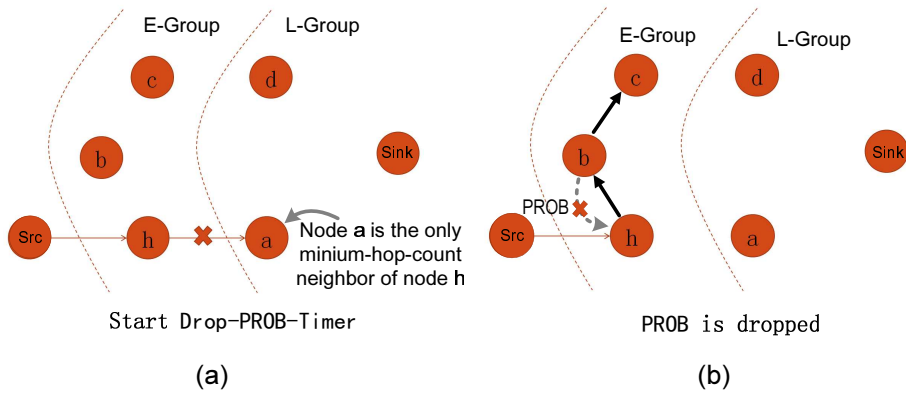 E-Group
L-Group
c
d
b
Sink
Src
h
a
Node a is the only
minium-hop-count
neighbor of node h
Start Drop-PROB-Timer
(a)
E-Group
L-Group
c
d
b
Sink
PROB
Src
h
a
PROB is dropped
(b)